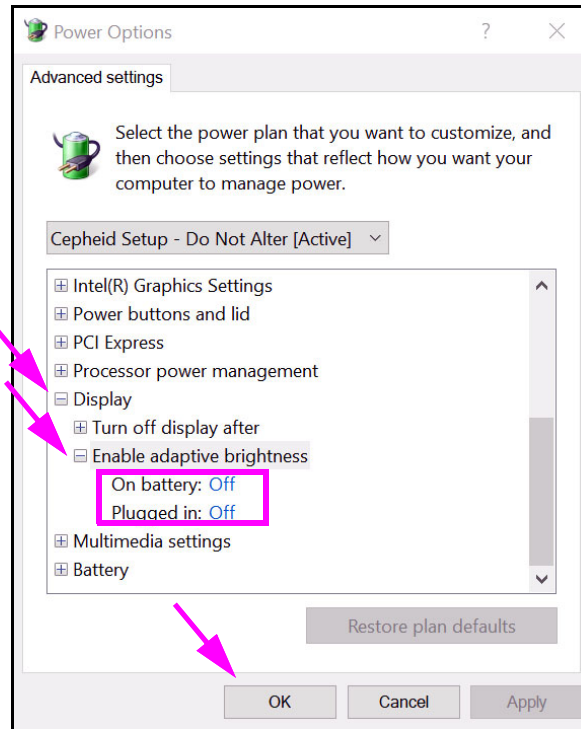 Power Options
?
Advanced settings
Select the power plan that you want to customize, and
then choose settings that reflect how you want your
computer to manage power.
Cepheid Setup - Do Not Alter [Active]
Intel(R) Graphics Settings
Power buttons and lid
PCI Express
Processor power management
Display
Turn off display after
Enable adaptive brightness
On battery: Off
Plugged in: Off
Multimedia settings
Battery
Restore plan defaults
OK Cancel Apply